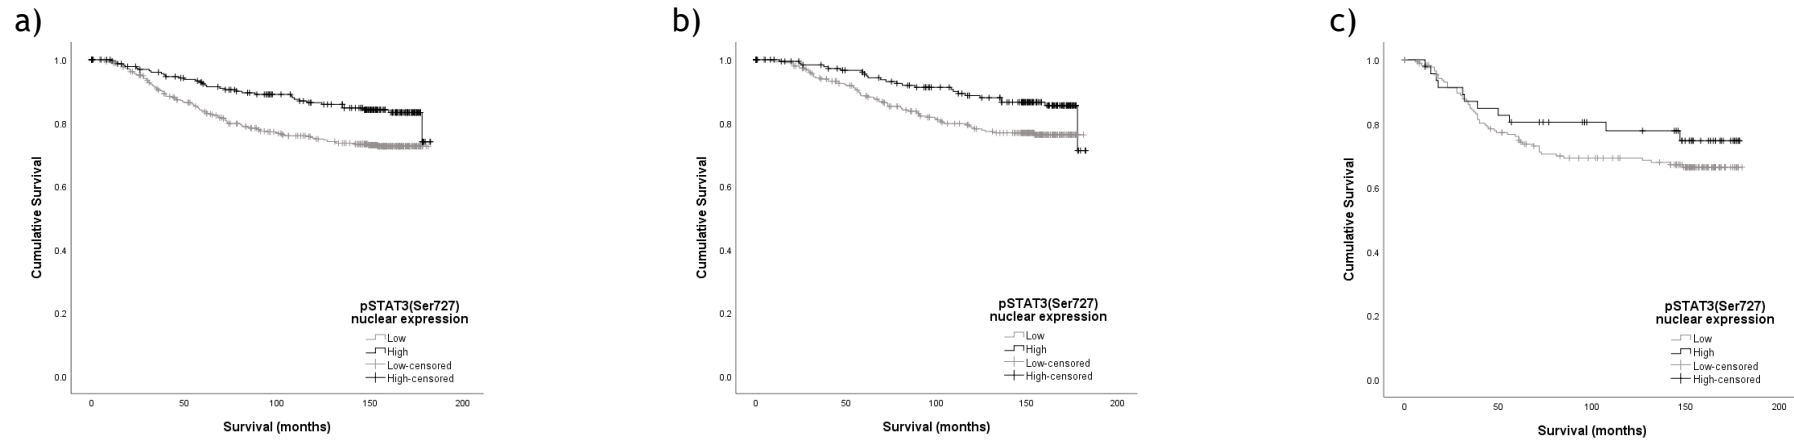 a)
1.0
0.8
0.6
0.4
0.2
0.0
Cumulative Survival
pSTAT3(Ser727)
nuclear expression
Low
High
Low-censored
High-censored
0 50 100 150 200
Survival (months)
b)
1.0
0.8
0.6
0.4
0.2
0.0
Cumulative Survival
pSTAT3(Ser727)
nuclear expression
Low
High
Low-censored
High-censored
0 50 100 150 200
Survival (months)
c)
1.0
0.8
0.6
0.4
0.2
0.0
Cumulative Survival
pSTAT3(Ser727)
nuclear expression
Low
High
Low-censored
High-censored
0 50 100 150 200
Survival (months)